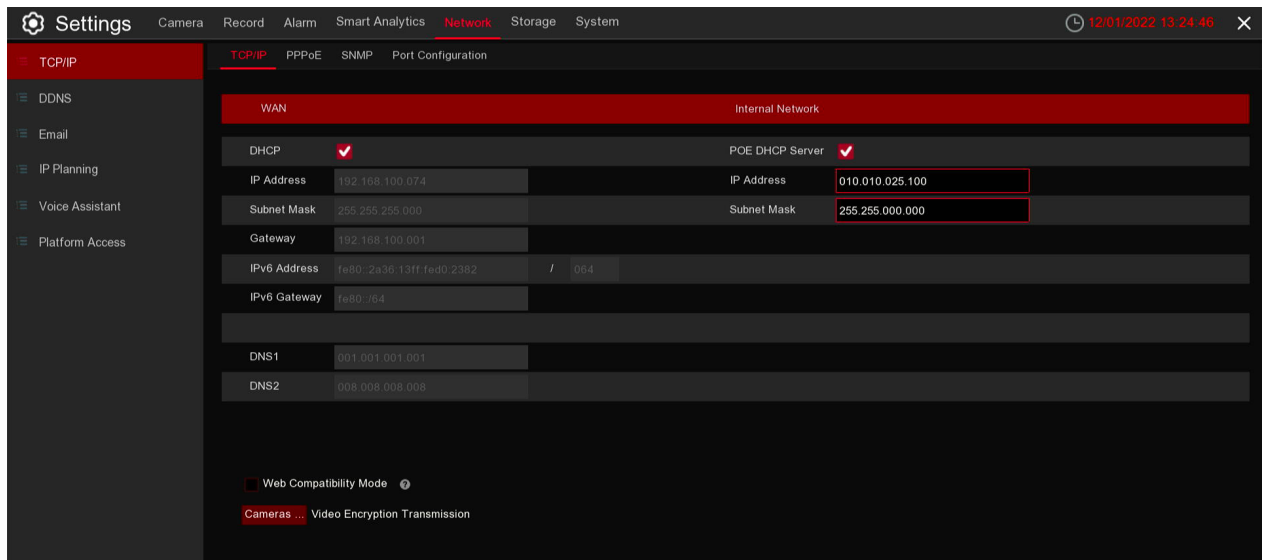 Settings Camera Record Alarm Smart Analytics Network Storage System 12/01/2022 13:24:46
TCP/IP
DDNS
Email
IP Planning
Voice Assistant
Platform Access
TCP/IP PPPoE SNMP Port Configuration
WAN Internal Network
DHCP POE DHCP Server
IP Address 192.168.100.074 IP Address 010.010.025.100
Subnet Mask 255.255.255.000 Subnet Mask 255.255.000.000
Gateway 192.168.100.001
IPv6 Address fe80::2a36:13ff:fed0:2382 / 064
IPv6 Gateway fe80::/64
DNS1 001.001.001.001
DNS2 008.008.008.008
Web Compatibility Mode ?
Cameras ... Video Encryption Transmission